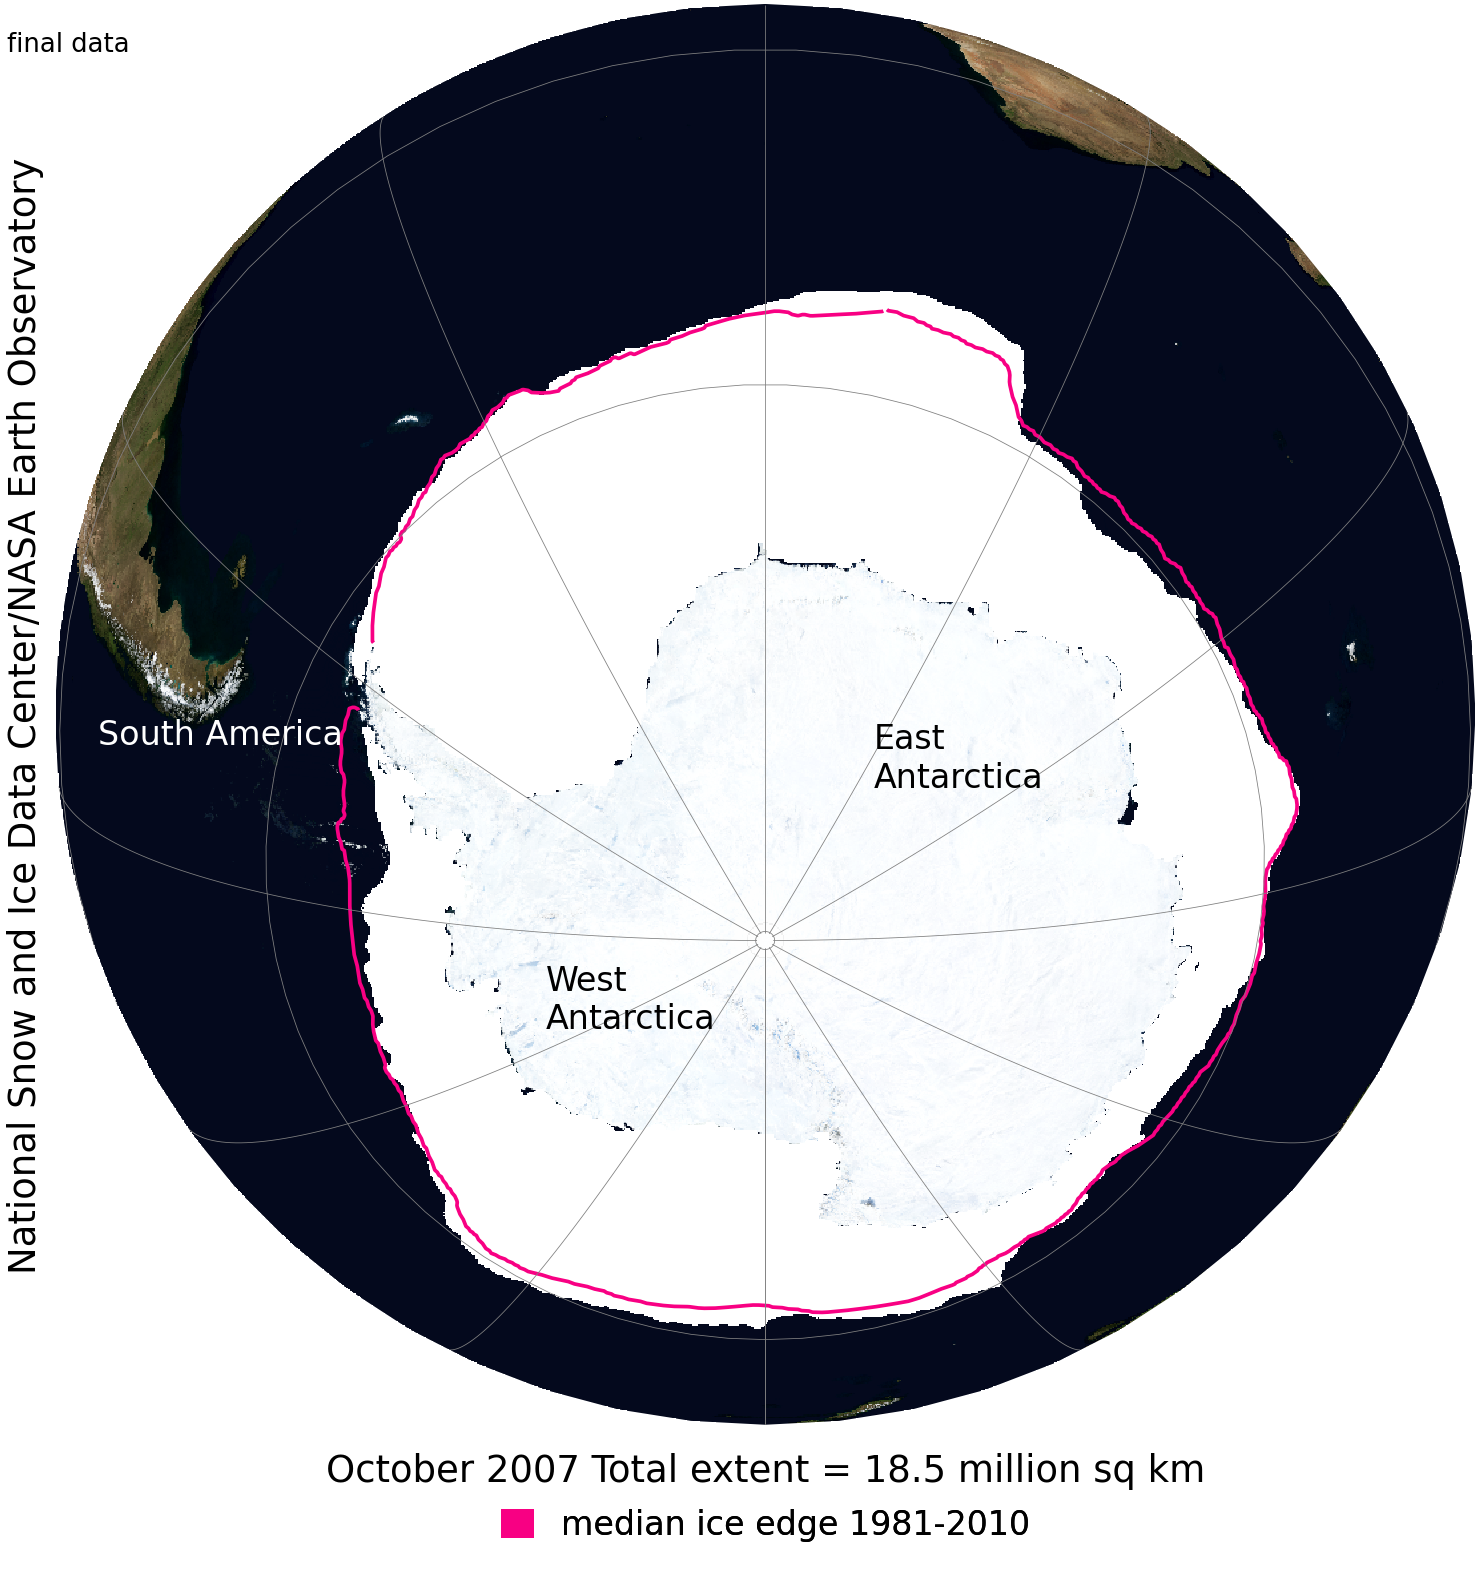 final data
National Snow and Ice Data Center/NASA Earth Observatory
South America
East
Antarctica
West
Antarctica
October 2007 Total extent = 18.5 million sq km
median ice edge 1981-2010